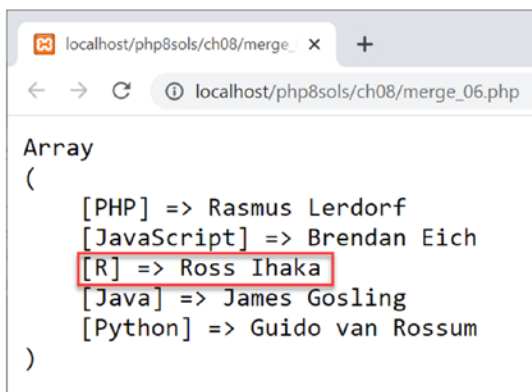 localhost/php8sols/ch08/merge_
localhost/php8sols/ch08/merge_06.php
Array
(
[PHP] => Rasmus Lerdorf
[JavaScript] => Brendan Eich
[R] => Ross Ihaka
[Java] => James Gosling
[Python] => Guido van Rossum
)